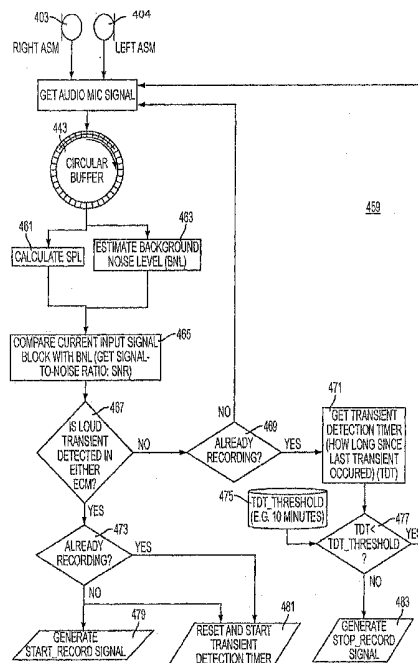 403
404
RIGHT ASM
LEFT ASM
GET AUDIO MIC SIGNAL
443
CIRCULAR
BUFFER
459
461
463
CALCULATE SPL
ESTIMATE BACKGROUND
NOISE LEVEL (BNL)
465
COMPARE CURRENT INPUT SIGNAL
BLOCK WITH BNL (GET SIGNAL-
TO-NOISE RATIO: SNR)
467
IS LOUD
TRANSIENT
DETECTED IN
EITHER
ECM?
NO
YES
469
ALREADY
RECORDING?
NO
YES
471
GET TRANSIENT
DETECTION TIMER
(HOW LONG SINCE
LAST TRANSIENT
OCCURED) (TDT)
475
TDT_THRESHOLD
(E.G. 10 MINUTES)
477
TDT<
TDT_THRESHOLD
?
YES
NO
473
ALREADY
RECORDING?
YES
NO
479
GENERATE
START_RECORD SIGNAL
481
RESET AND START
TRANSIENT
DETECTION TIMER
483
GENERATE
STOP_RECORD
SIGNAL